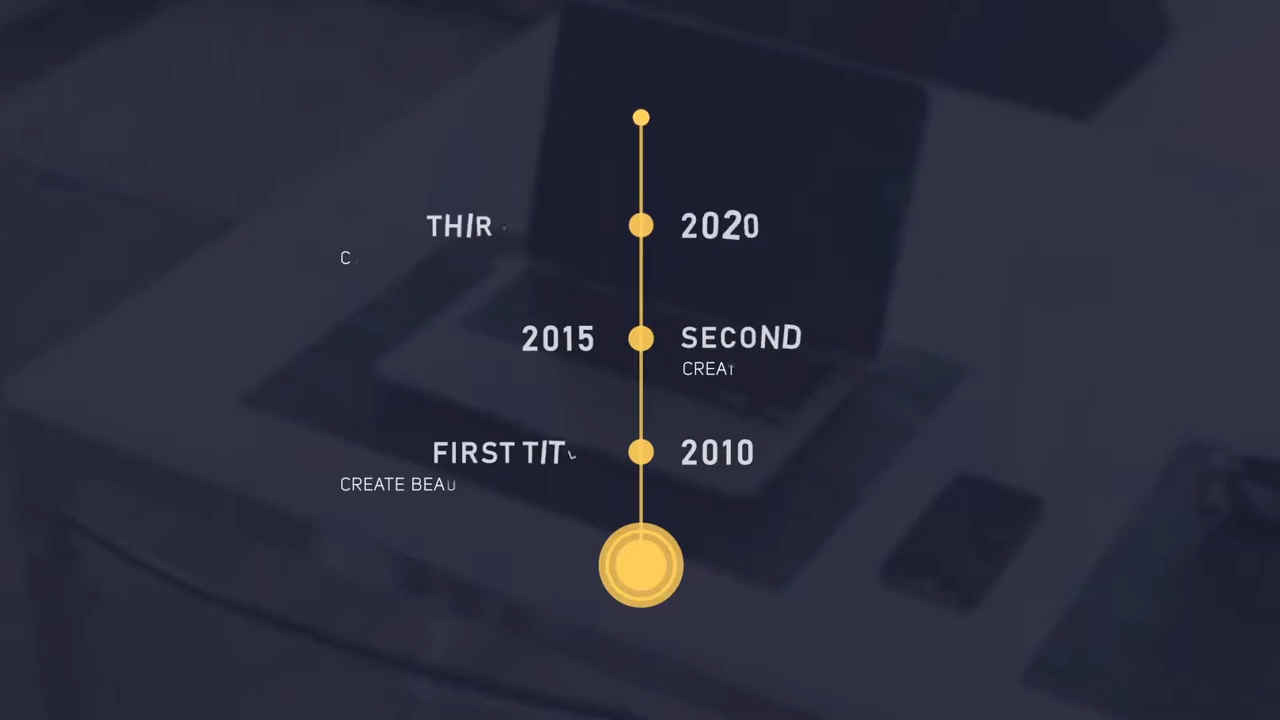 THIR
2020
C
2015
SECOND
CREAT
FIRST TIT
2010
CREATE BEAU